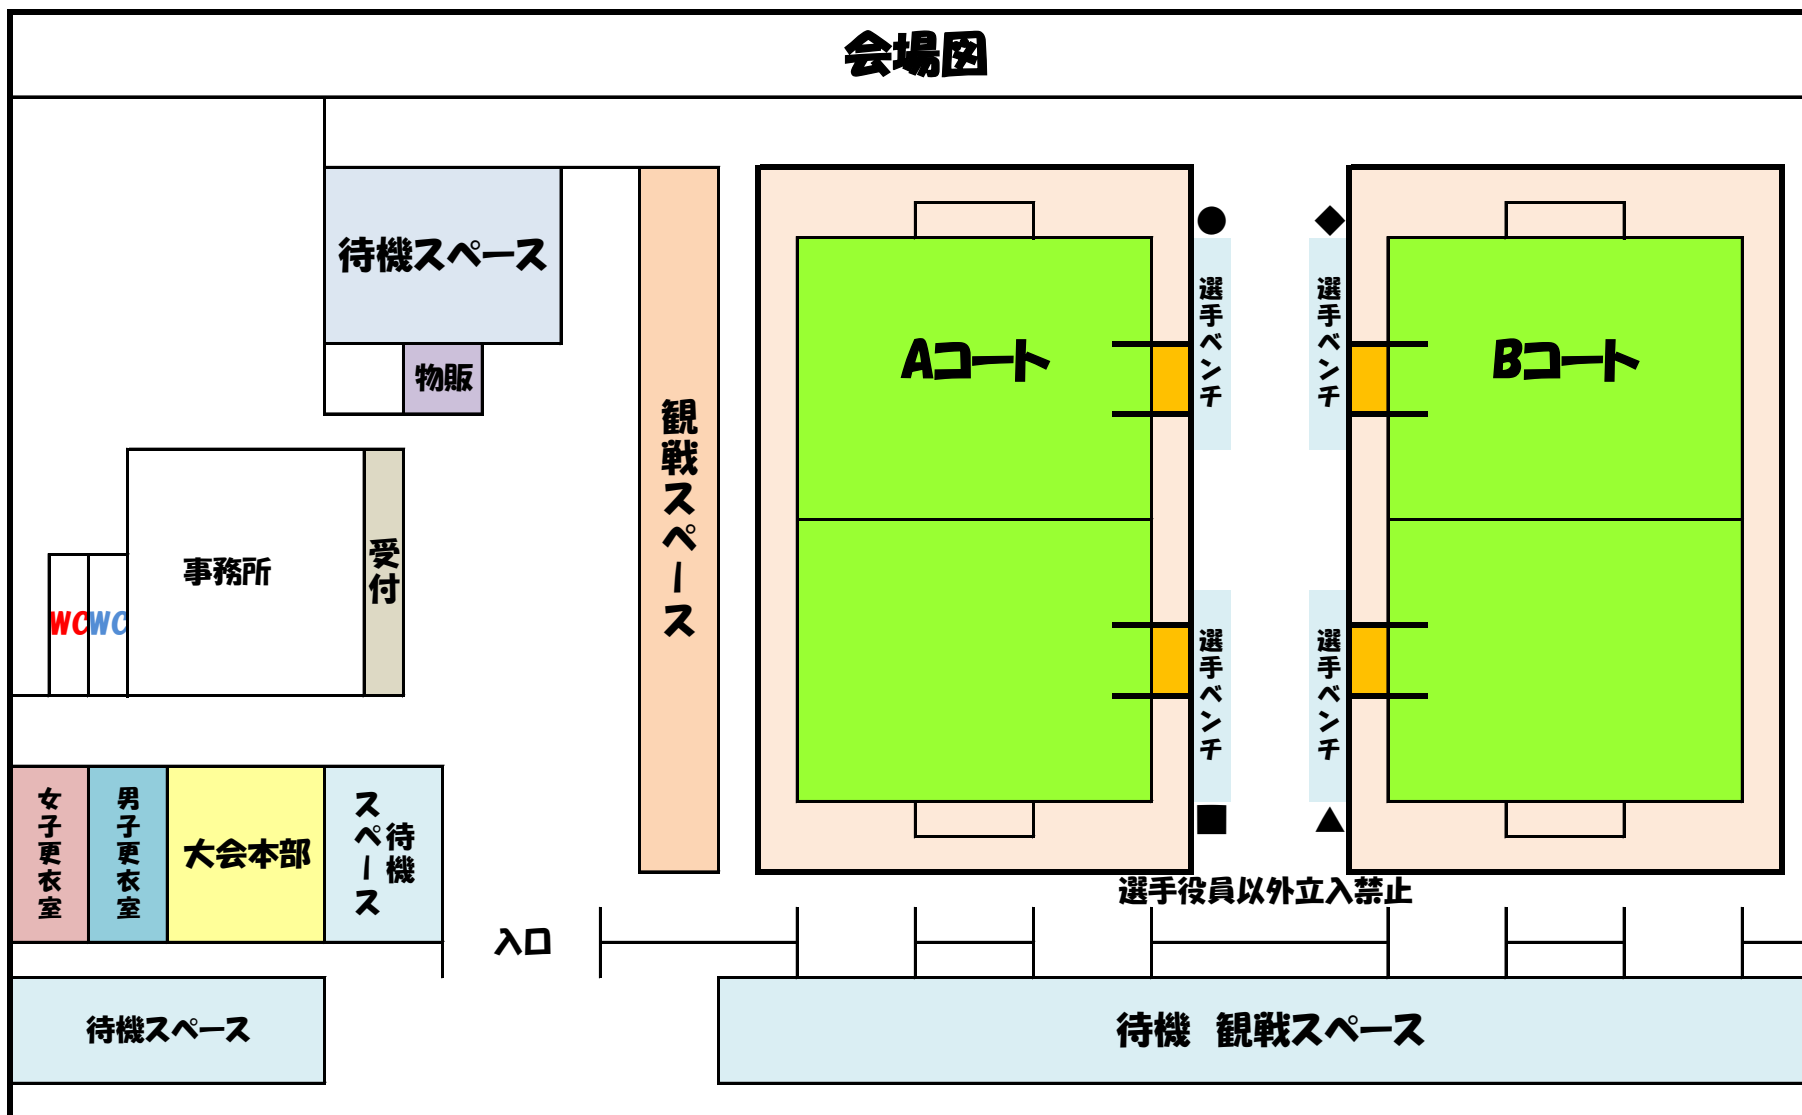 会場図
待機スペース
物販
観戦スペース
Aコート
Bコート
●
◆
選手ベンチ
選手ベンチ
事務所
受付
WC
WC
選手ベンチ
選手ベンチ
■
▲
女子更衣室
男子更衣室
大会本部
待機
スペース
選手役員以外立入禁止
入口
待機スペース
待機　観戦スペース